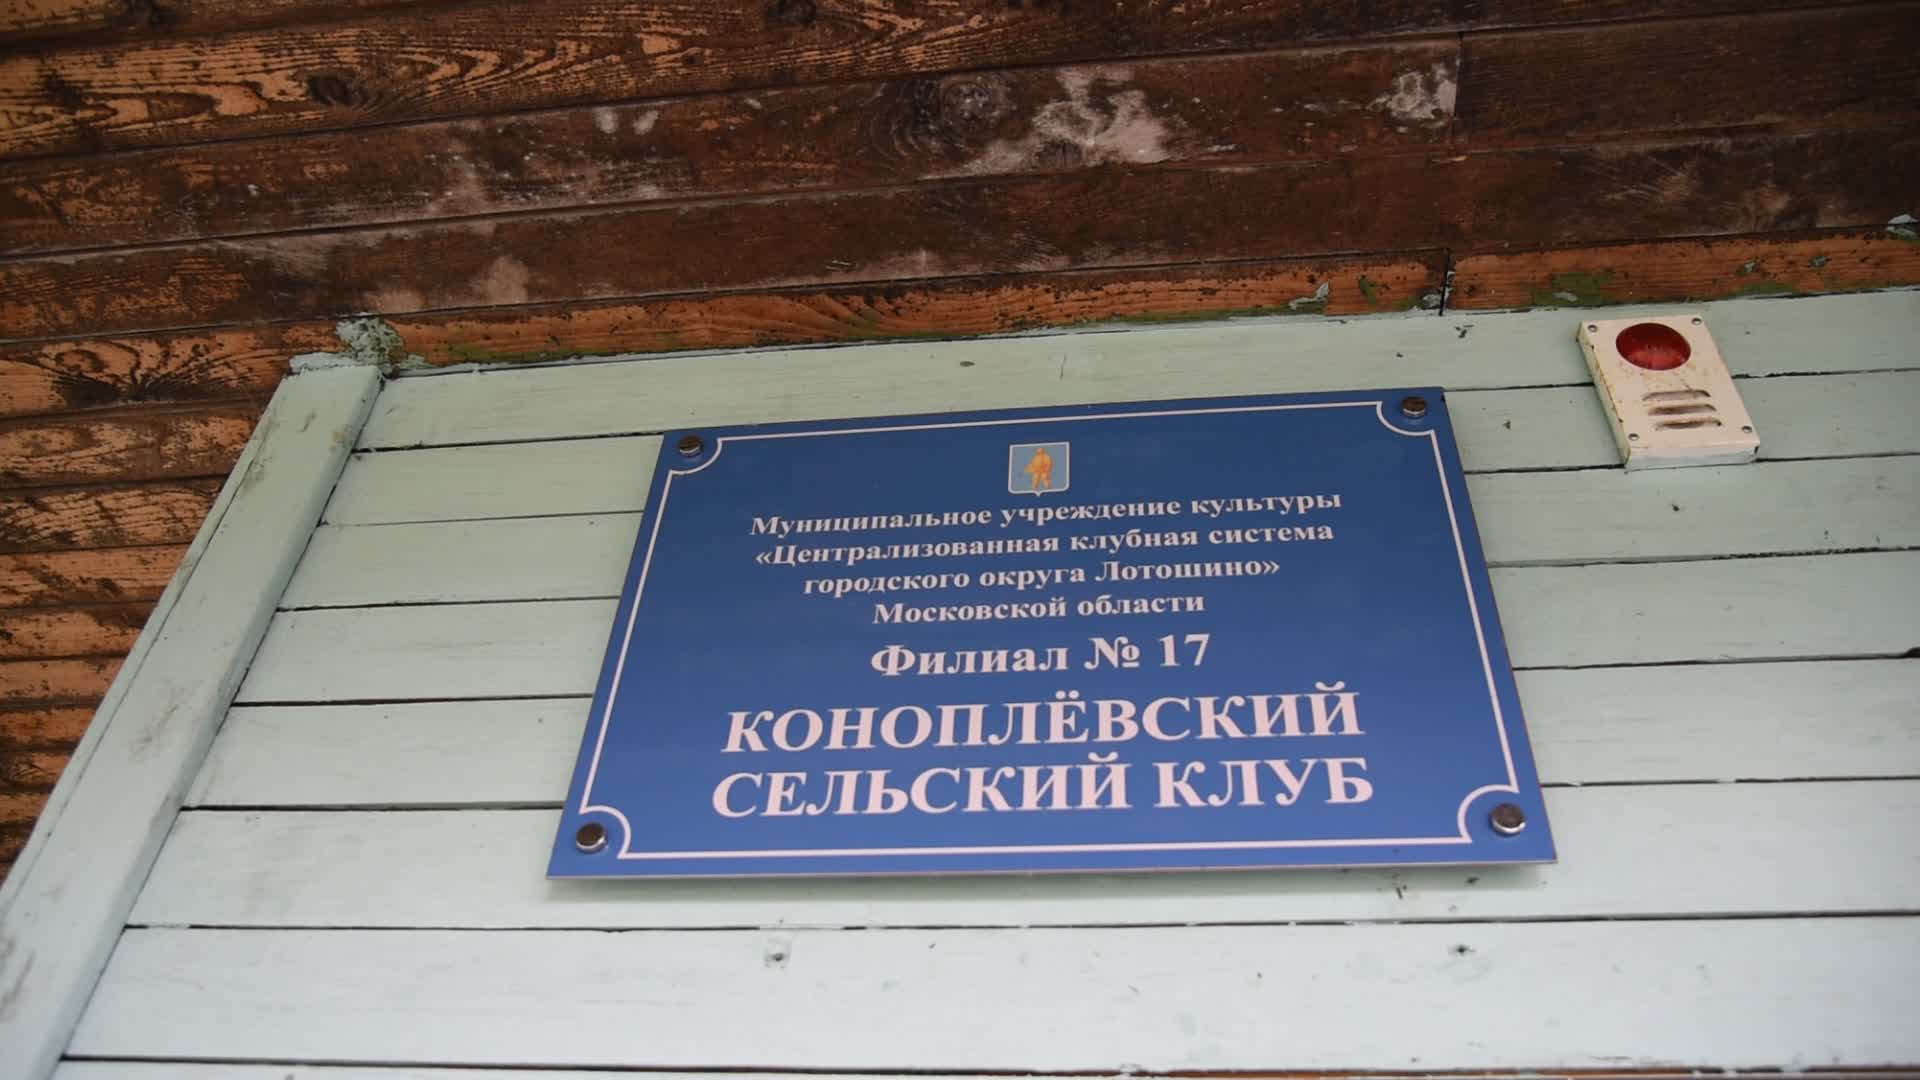 Муниципальное учреждение культуры
«Централизованная клубная система
городского округа Лотошино»
Московской области
Филиал № 17
КОНОПЛЁВСКИЙ
СЕЛЬСКИЙ КЛУБ